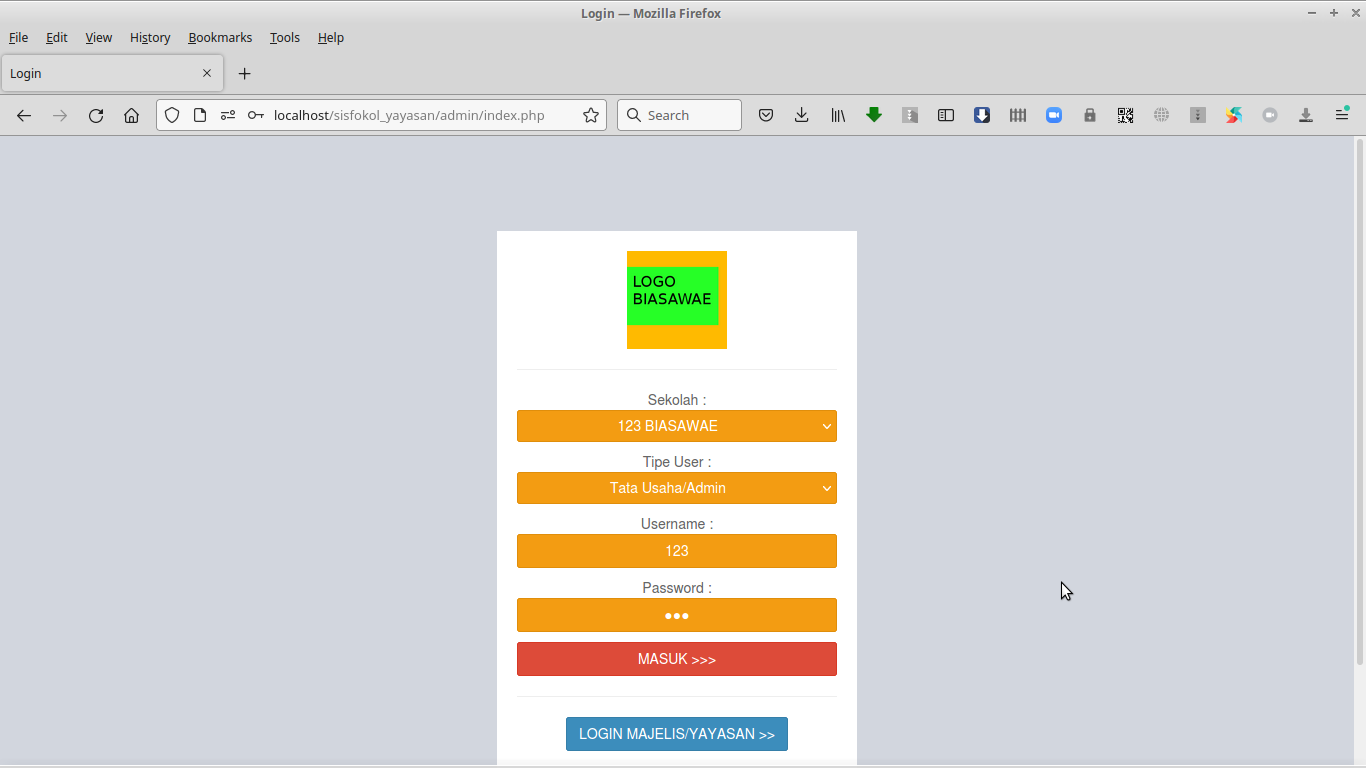 Login — Mozilla Firefox
File Edit View History Bookmarks Tools Help
Login
localhost/sisfokol_yayasan/admin/index.php
Search
LOGO
BIASAWAE
Sekolah :
123 BIASAWAE
Tipe User :
Tata Usaha/Admin
Username :
123
Password :
•••
MASUK >>>
LOGIN MAJELIS/YAYASAN >>